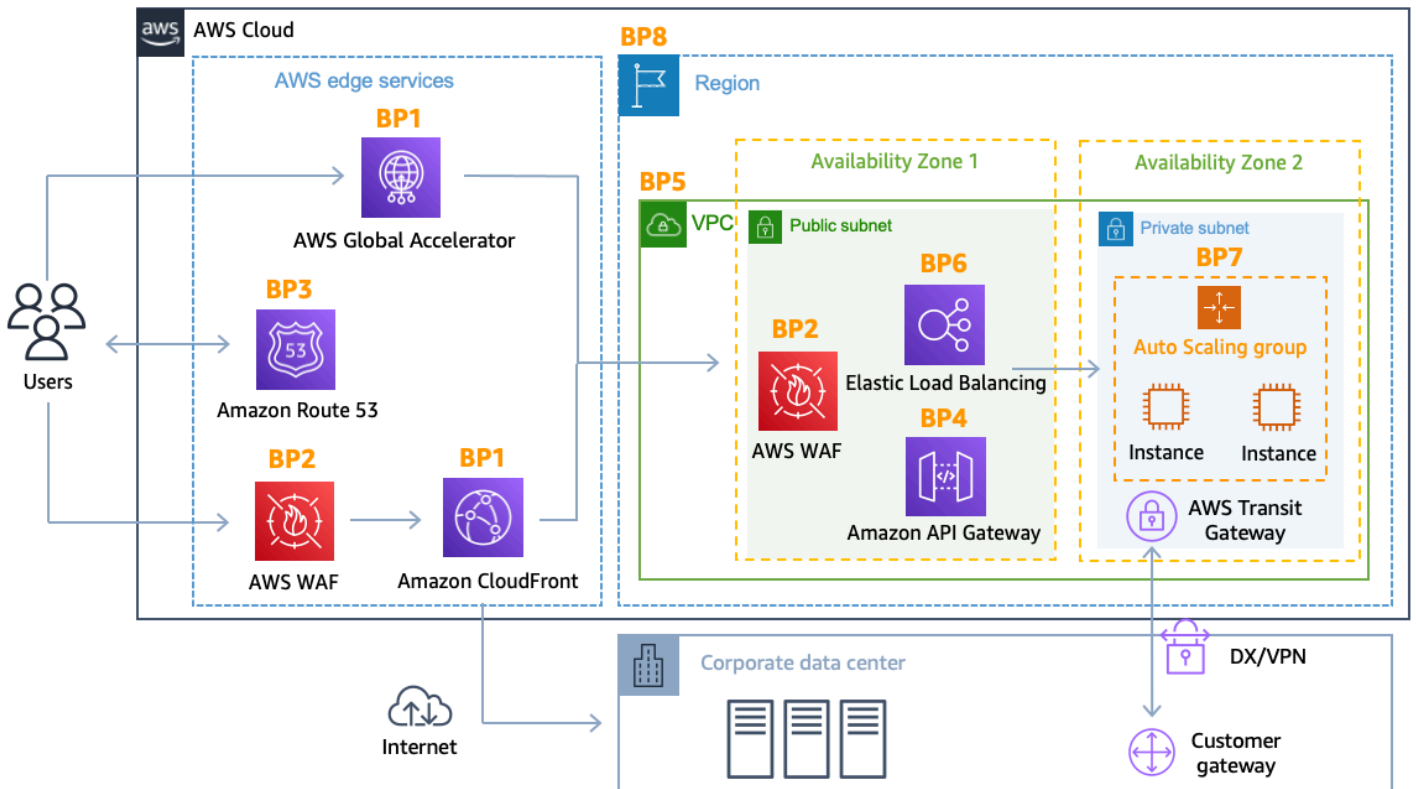 aws
AWS Cloud
BP8
AWS edge services
Region
BP1
AWS Global Accelerator
Availability Zone 1
Availability Zone 2
BP5
VPC
Public subnet
Private subnet
BP3
53
Amazon Route 53
Users
BP6
Elastic Load Balancing
BP2
AWS WAF
BP4
</>
Amazon API Gateway
BP7
Auto Scaling group
Instance
Instance
AWS Transit
Gateway
BP2
AWS WAF
BP1
Amazon CloudFront
Corporate data center
DX/VPN
Internet
Customer
gateway